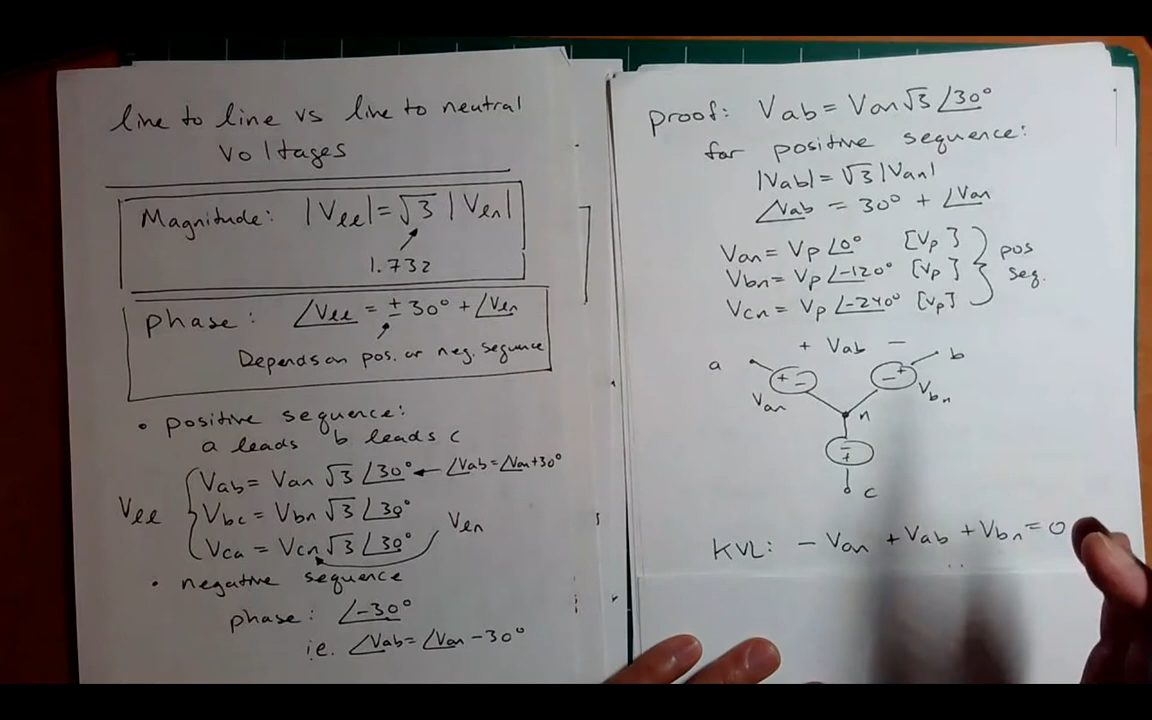 line to line vs line to neutral
voltages
Magnitude: |Vll| = √3 |Vln|
1.732
phase: ∠Vll = ± 30° + ∠Vln
Depends on pos. or neg. sequence
• positive sequence:
a leads b leads c
Vab = Van √3 ∠30° ← ∠Vab = ∠Van + 30°
Vll { Vbc = Vbn √3 ∠30° Vln
Vca = Vcn √3 ∠30°
• negative sequence
phase: ∠-30°
i.e. ∠Vab = ∠Van - 30°
proof: Vab = Van √3 ∠30°
for positive sequence:
|Vab| = √3 |Van|
∠Vab = 30° + ∠Van
Van = Vp ∠0° [Vp]
Vbn = Vp ∠-120° [Vp] } pos seq.
Vcn = Vp ∠-240° [Vp]
+ Vab -
a b
+ - - +
Van Vbn
n
-
+
c
KVL: - Van + Vab + Vbn = 0